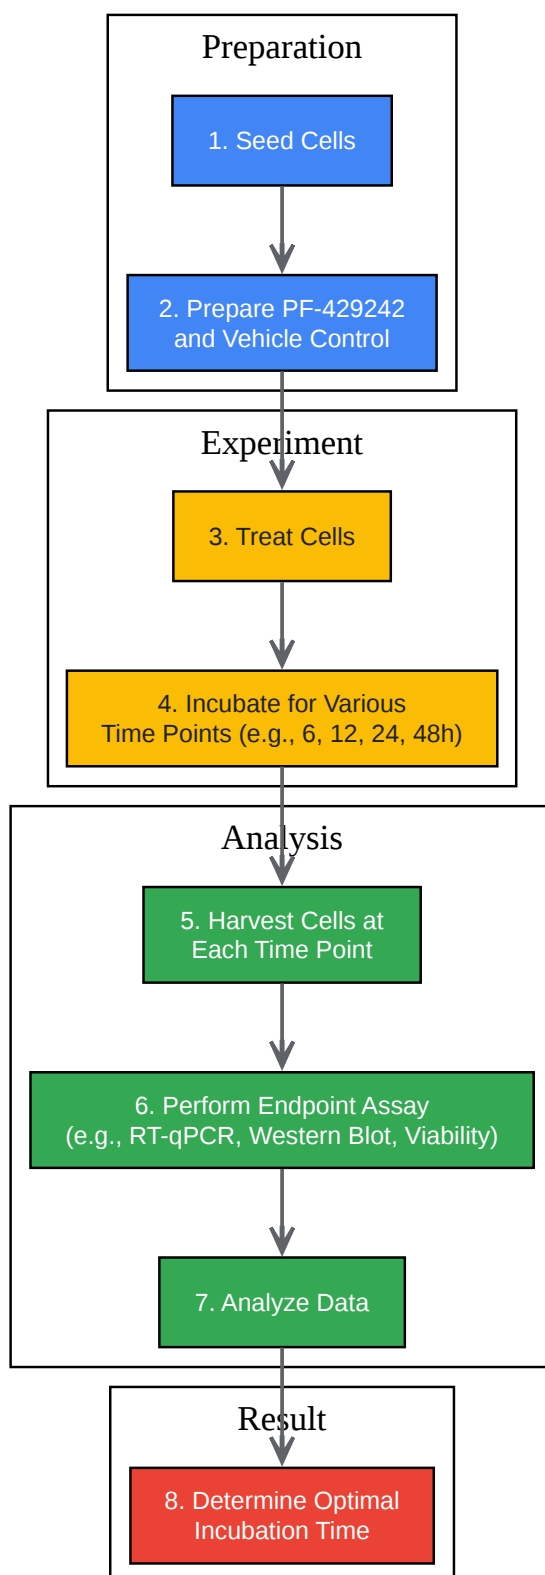 Preparation
1. Seed Cells
2. Prepare PF-429242
and Vehicle Control
Experiment
3. Treat Cells
4. Incubate for Various
Time Points (e.g., 6, 12, 24, 48h)
Analysis
5. Harvest Cells at
Each Time Point
6. Perform Endpoint Assay
(e.g., RT-qPCR, Western Blot, Viability)
7. Analyze Data
Result
8. Determine Optimal
Incubation Time